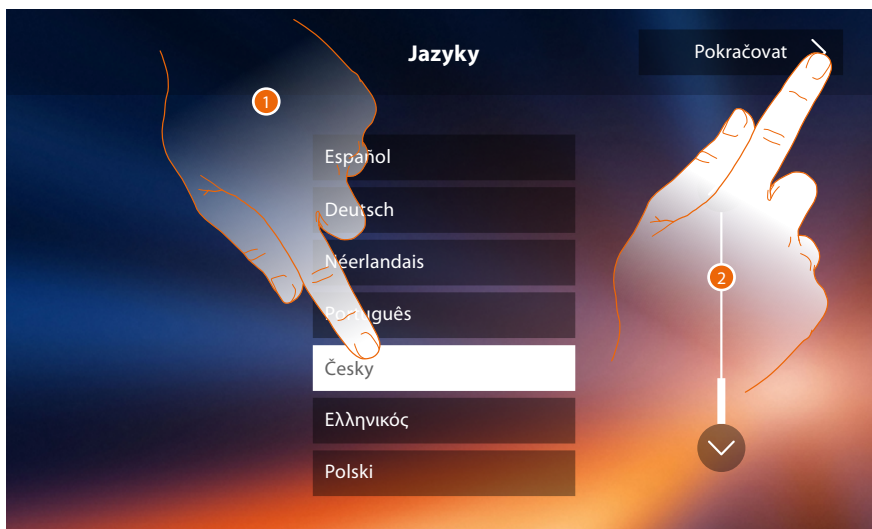 Jazyky
Pokračovat
1
Español
Deutsch
Néerlandais
2
Português
Česky
Ελληνικός
Polski